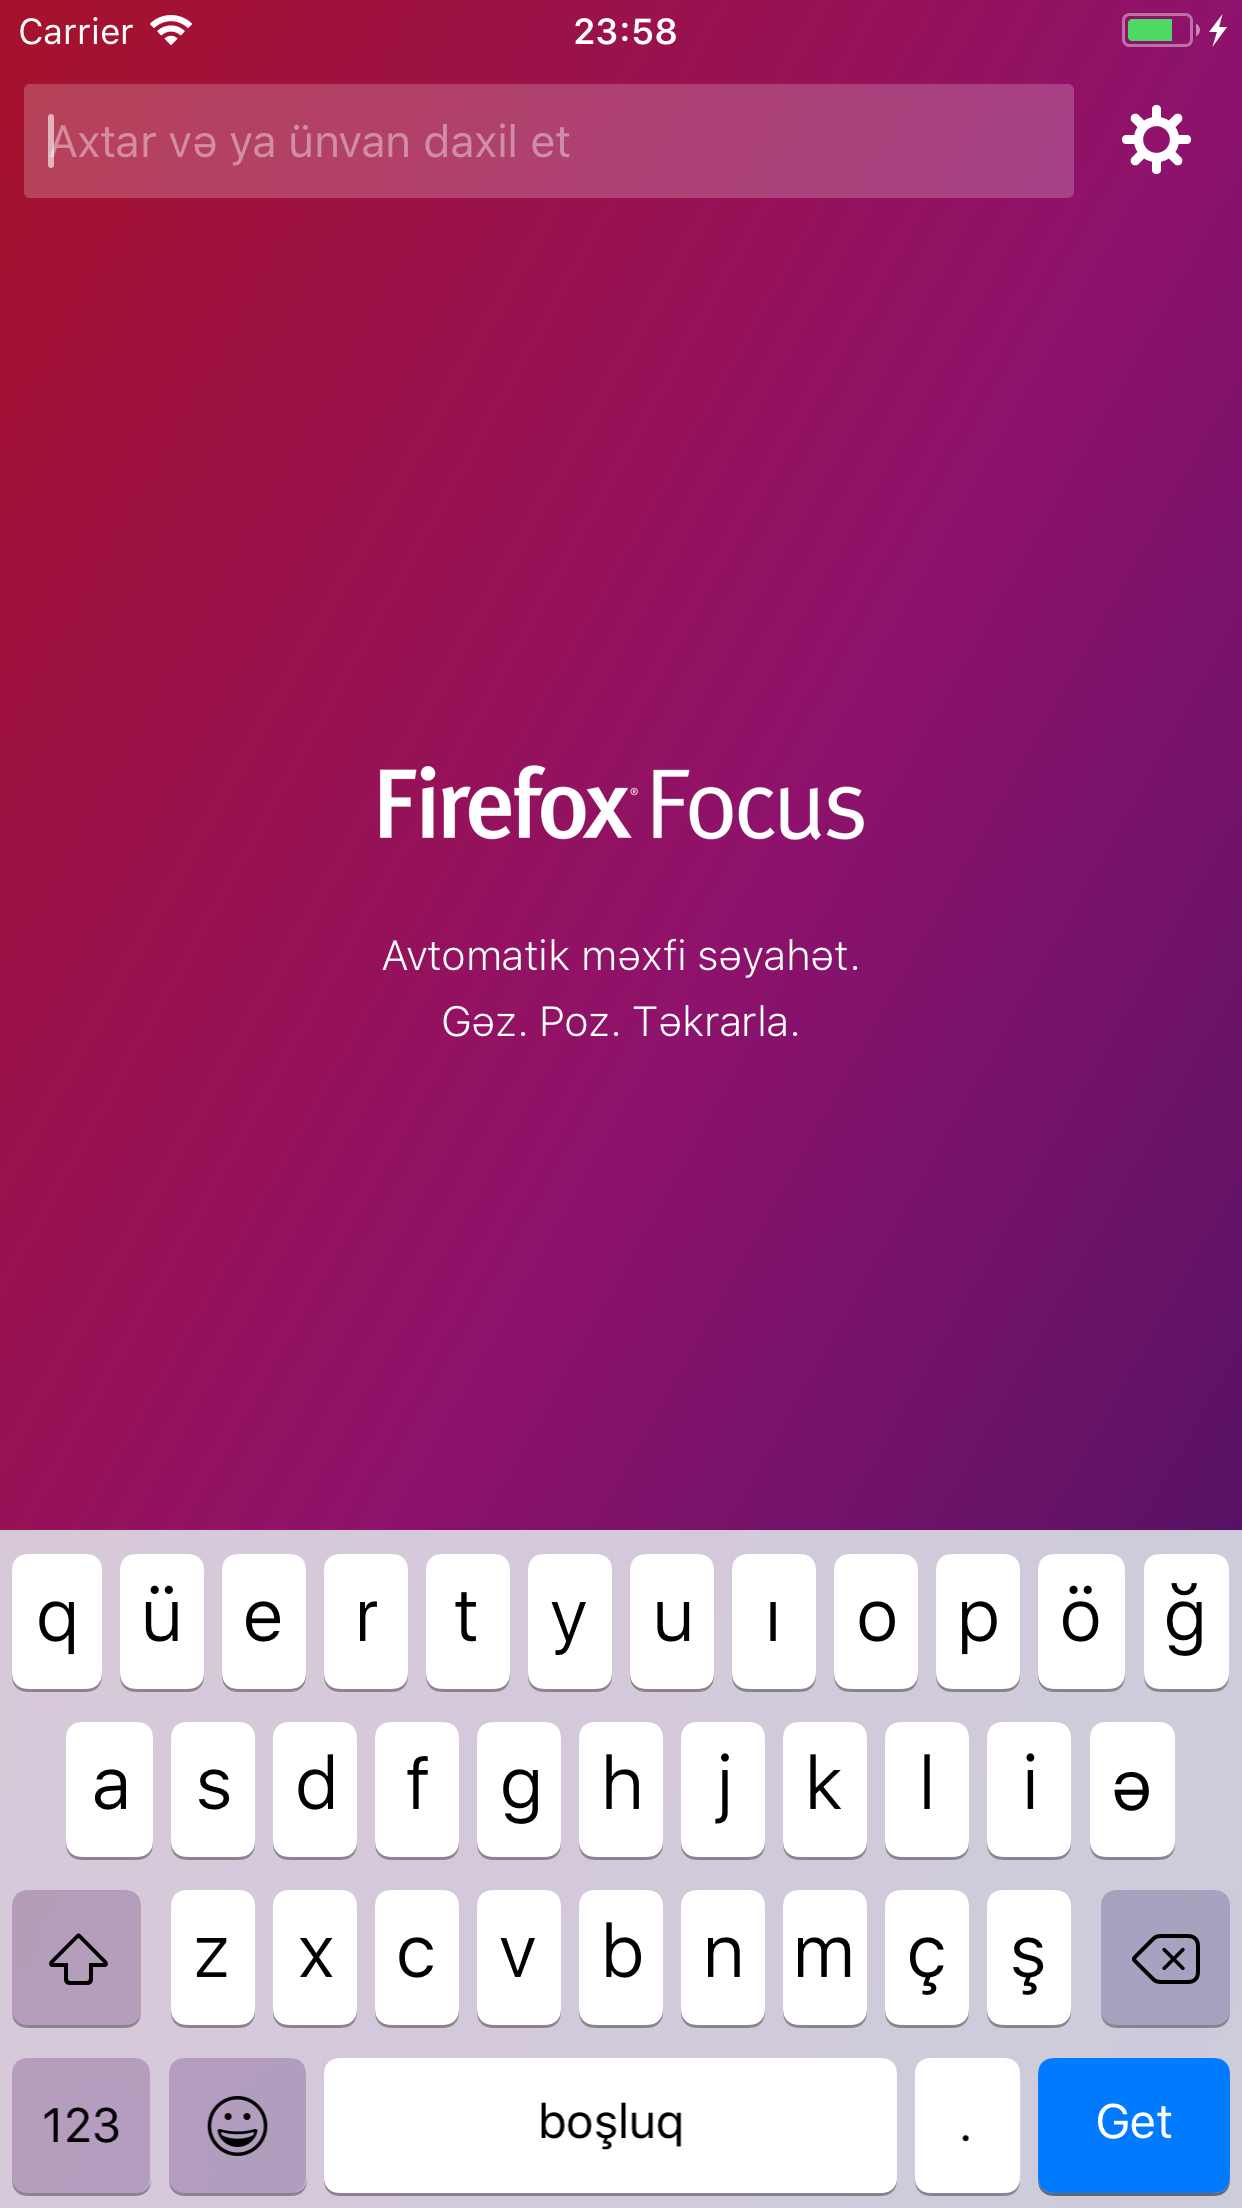 Carrier 23:58
Axtar və ya ünvan daxil et
Firefox® Focus
Avtomatik məxfi səyahət.
Gəz. Poz. Təkrarla.
q ü e r t y u ı o p ö ğ
a s d f g h j k l i ə
z x c v b n m ç ş
123 boşluq . Get